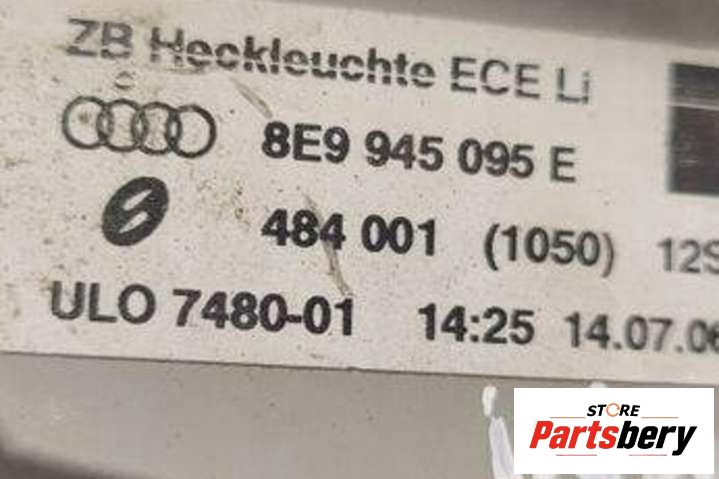 ZB Heckleuchte ECE Li
8E9 945 095 E
484 001 (1050)
ULO 7480-01 14:25 14.07.06
STORE
Partsbery